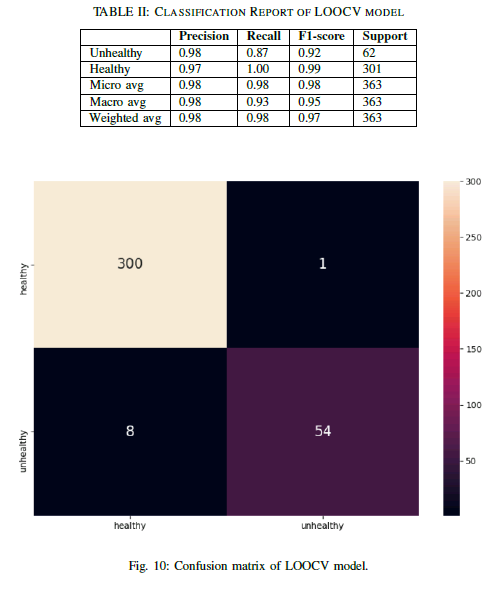 TABLE II: CLASSIFICATION REPORT OF LOOCV MODEL
Precision Recall F1-score Support
Unhealthy 0.98 0.87 0.92 62
Healthy 0.97 1.00 0.99 301
Micro avg 0.98 0.98 0.98 363
Macro avg 0.98 0.93 0.95 363
Weighted avg 0.98 0.98 0.97 363
healthy
300 1
unhealthy
8 54
healthy unhealthy
300
250
200
150
100
50
Fig. 10: Confusion matrix of LOOCV model.